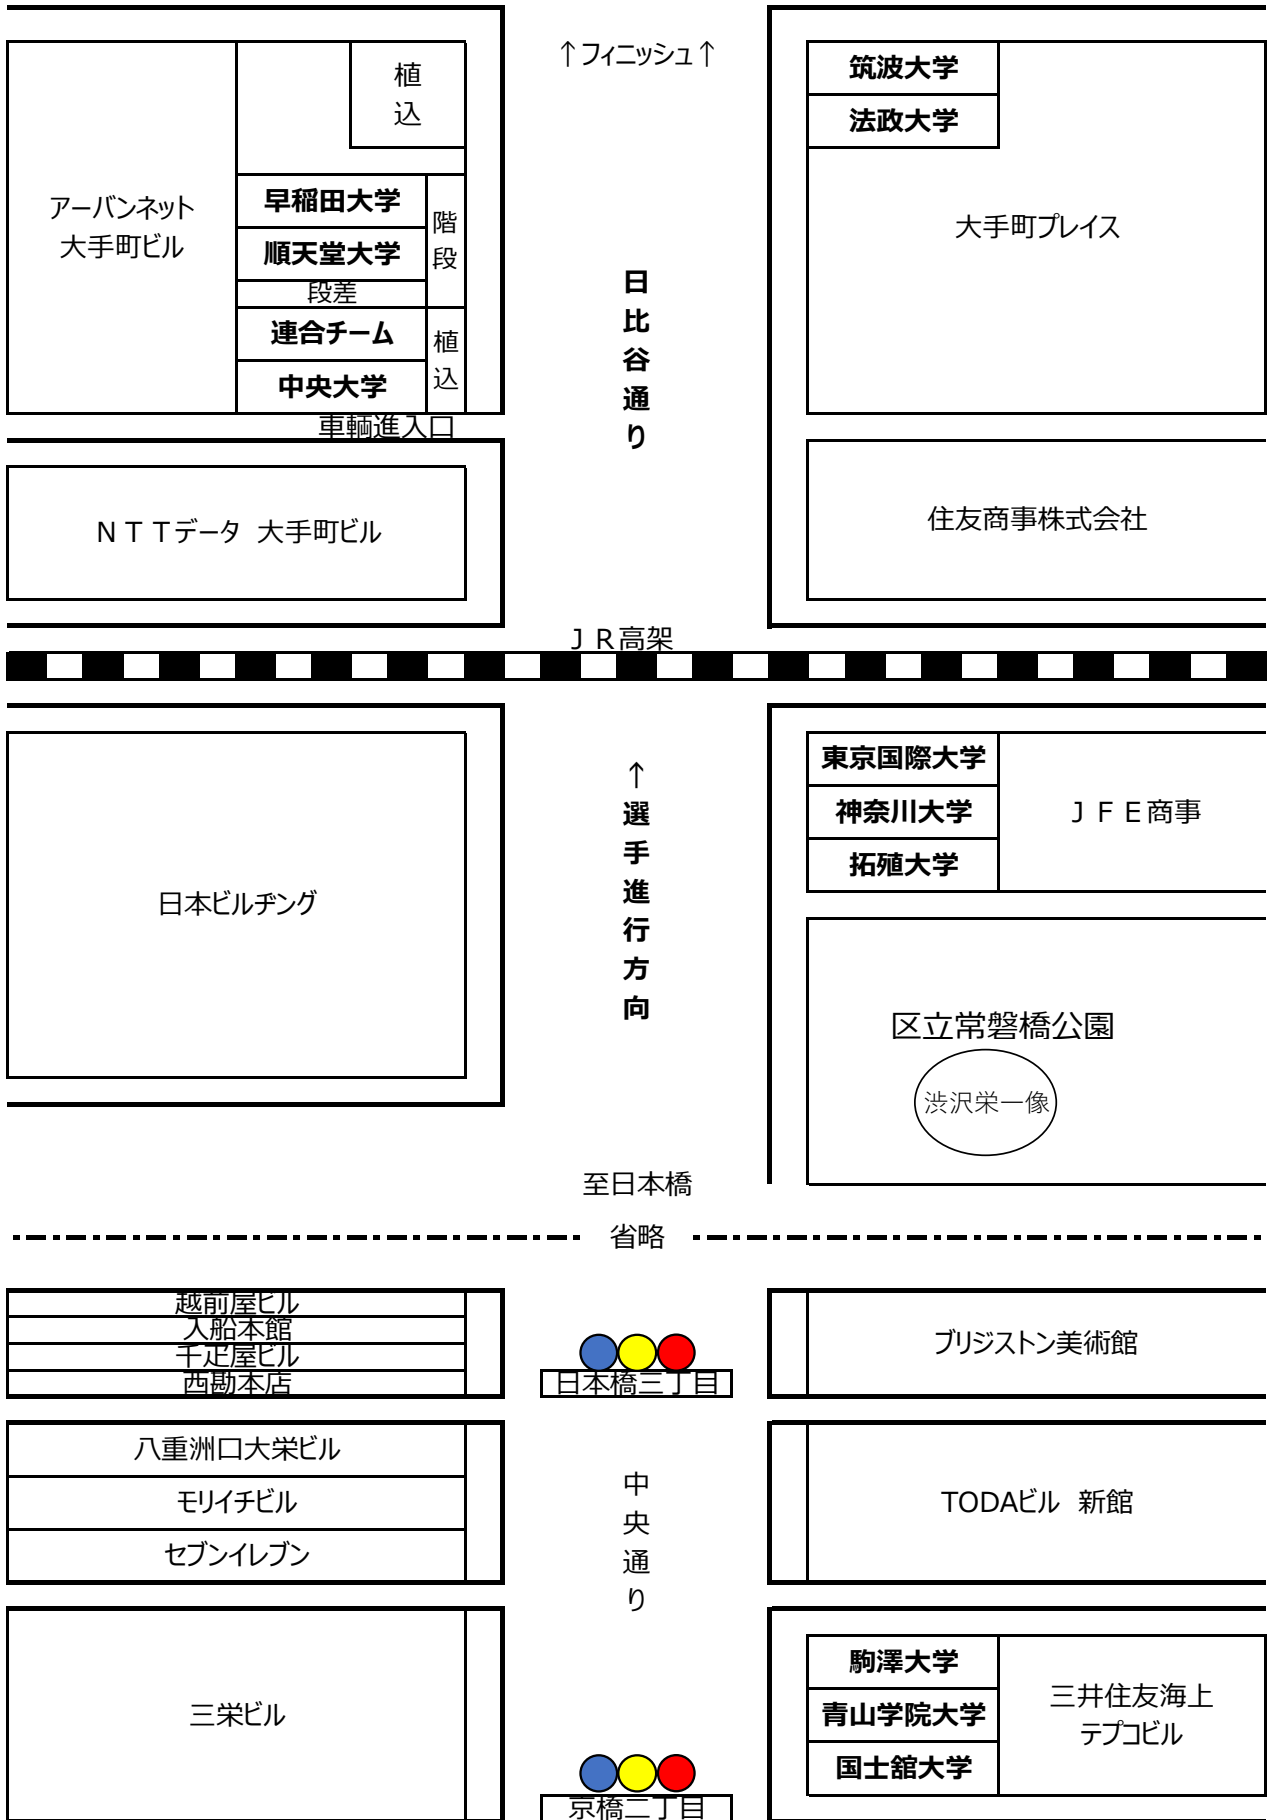 ↑フィニッシュ↑
植込
筑波大学
法政大学
アーバンネット
大手町ビル
早稲田大学
順天堂大学
階段
段差
連合チーム
中央大学
植込
車輌進入口
日比谷通り
大手町プレイス
ＮＴＴデータ 大手町ビル
住友商事株式会社
ＪＲ高架
日本ビルヂング
↑選手進行方向
東京国際大学
神奈川大学
拓殖大学
ＪＦＥ商事
区立常磐橋公園
渋沢栄一像
至日本橋
省略
越前屋ビル
入船本館
千疋屋ビル
西勘本店
日本橋三丁目
ブリジストン美術館
八重洲口大栄ビル
モリイチビル
セブンイレブン
中央通り
TODAビル 新館
三栄ビル
駒澤大学
青山学院大学
国士舘大学
三井住友海上
テプコビル
京橋二丁目